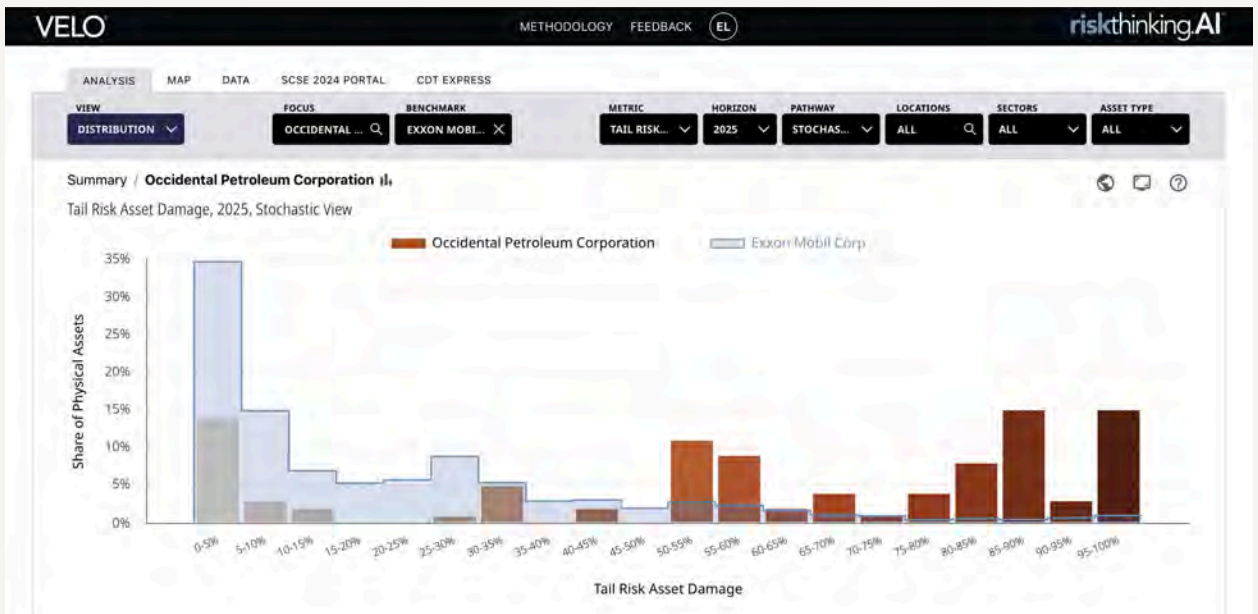 VELO
METHODOLOGY FEEDBACK EL
riskthinking.AI
ANALYSIS MAP DATA SCSE 2024 PORTAL CDT EXPRESS
VIEW FOCUS BENCHMARK METRIC HORIZON PATHWAY LOCATIONS SECTORS ASSET TYPE
DISTRIBUTION OCCIDENTAL ... EXXON MOBI... TAIL RISK... 2025 STOCHAS... ALL ALL ALL
Summary / Occidental Petroleum Corporation
Tail Risk Asset Damage, 2025, Stochastic View
Occidental Petroleum Corporation Exxon Mobil Corp
35%
30%
25%
20%
15%
10%
5%
0%
Share of Physical Assets
0-5% 5-10% 10-15% 15-20% 20-25% 25-30% 30-35% 35-40% 40-45% 45-50% 50-55% 55-60% 60-65% 65-70% 70-75% 75-80% 80-85% 85-90% 90-95% 95-100%
Tail Risk Asset Damage